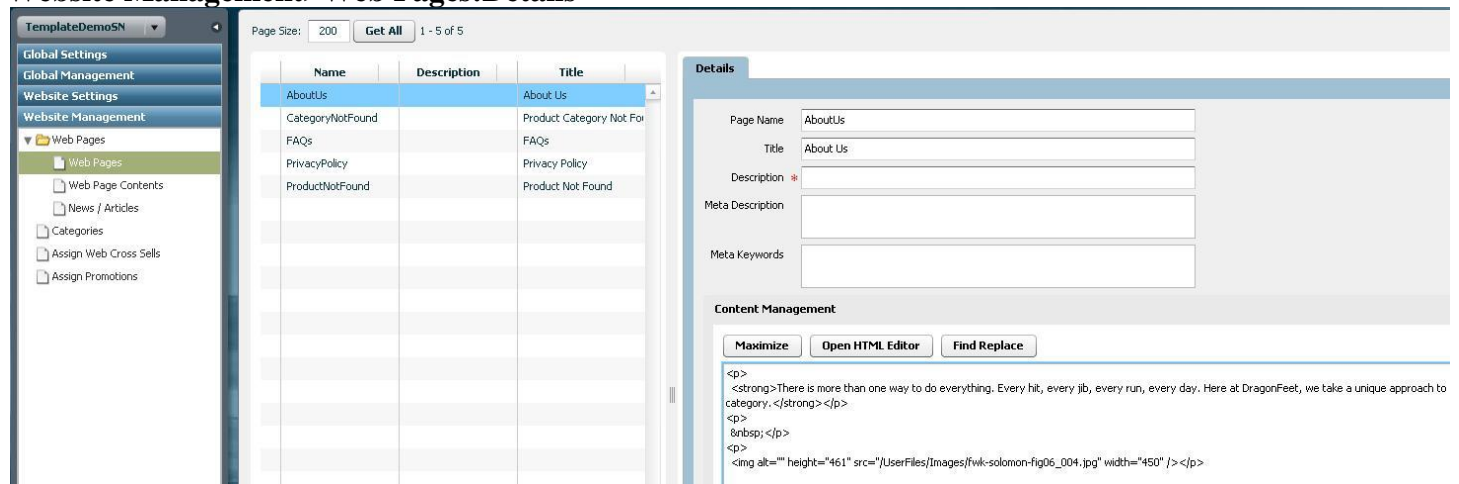 Website Management: Web Pages:Details
TemplateDemoSN
Page Size: 200 Get All 1 - 5 of 5
Global Settings
Global Management
Website Settings
Website Management
Web Pages
Web Pages
Web Page Contents
News / Articles
Categories
Assign Web Cross Sells
Assign Promotions
Name Description Title
AboutUs About Us
CategoryNotFound Product Category Not Fou
FAQs FAQs
PrivacyPolicy Privacy Policy
ProductNotFound Product Not Found
Details
Page Name AboutUs
Title About Us
Description *
Meta Description
Meta Keywords
Content Management
Maximize Open HTML Editor Find Replace
<p>
<strong>There is more than one way to do everything. Every hit, every jib, every run, every day. Here at DragonFeet, we take a unique approach to
category.</strong></p>
<p>
&nbsp;</p>
<p>
<img alt="" height="461" src="/UserFiles/Images/fwk-solomon-fig06_004.jpg" width="450" /></p>